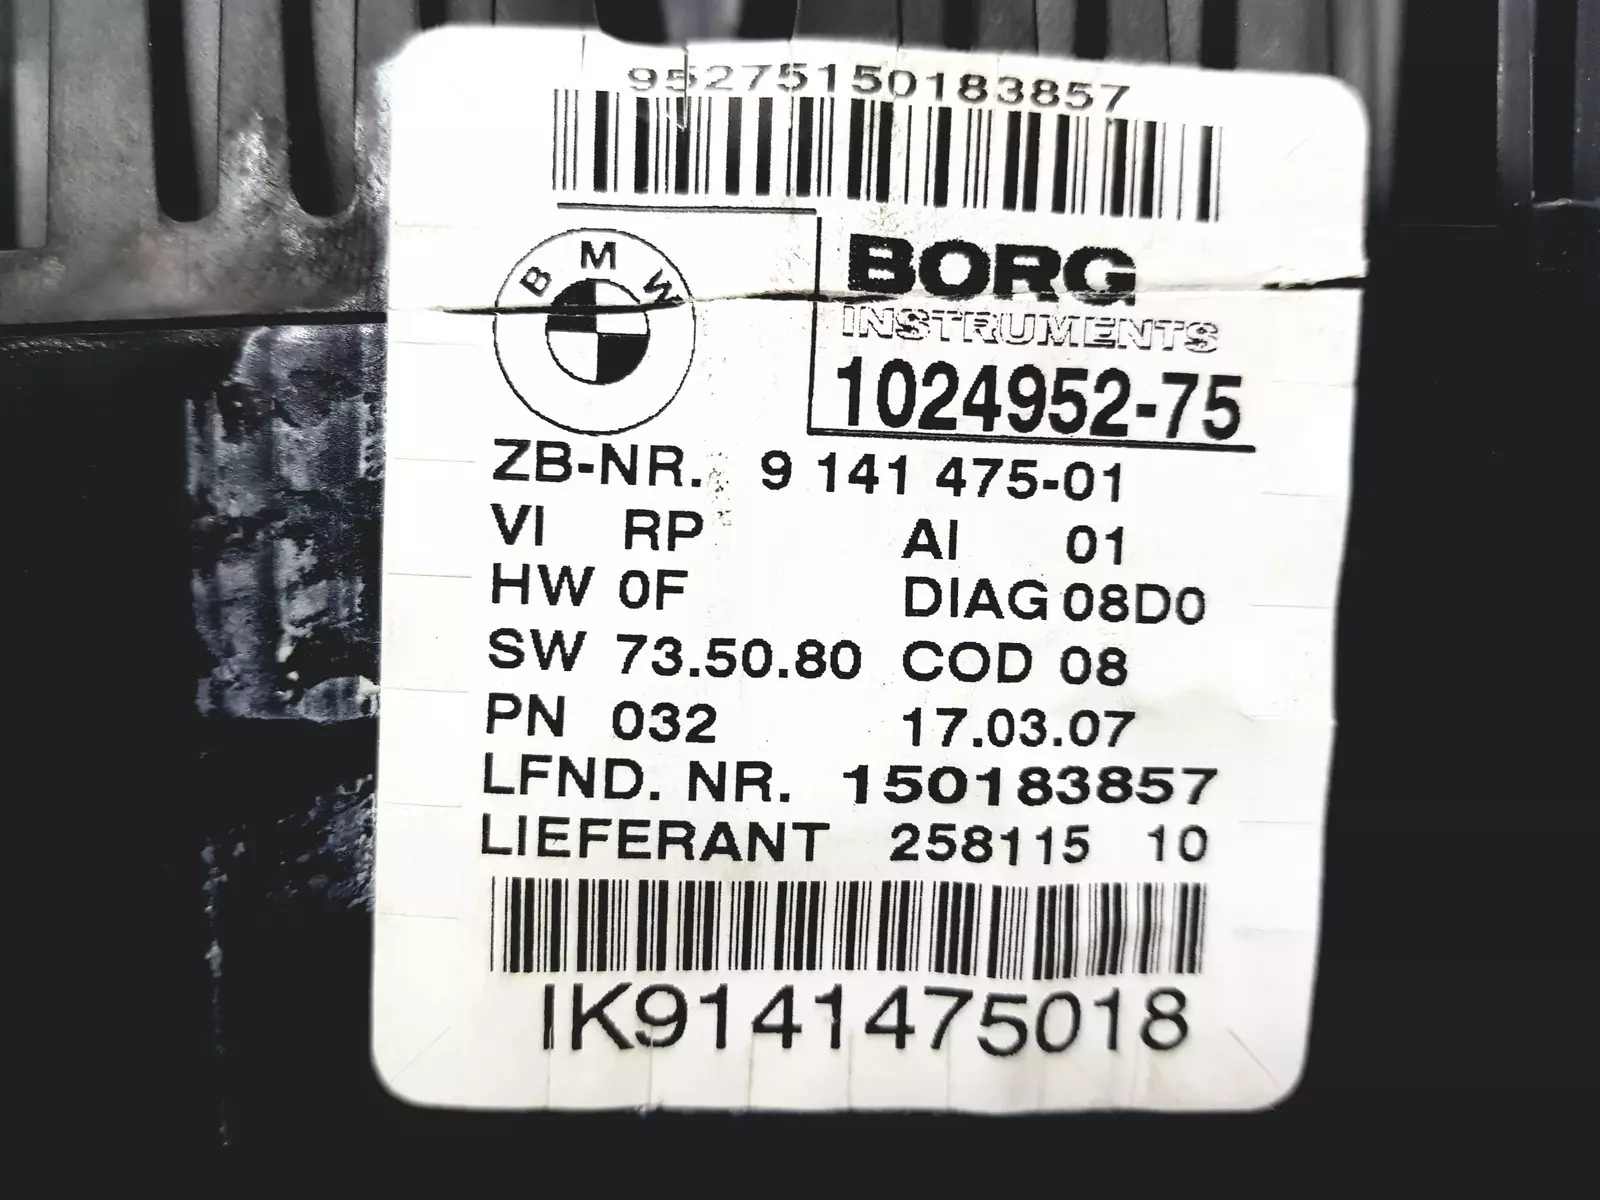 95275150183857
BMW
BORG
INSTRUMENTS
1024952-75
ZB-NR. 9 141 475-01
VI RP AI 01
HW 0F DIAG 08D0
SW 73.50.80 COD 08
PN 032 17.03.07
LFND. NR. 150183857
LIEFERANT 258115 10
IK9141475018